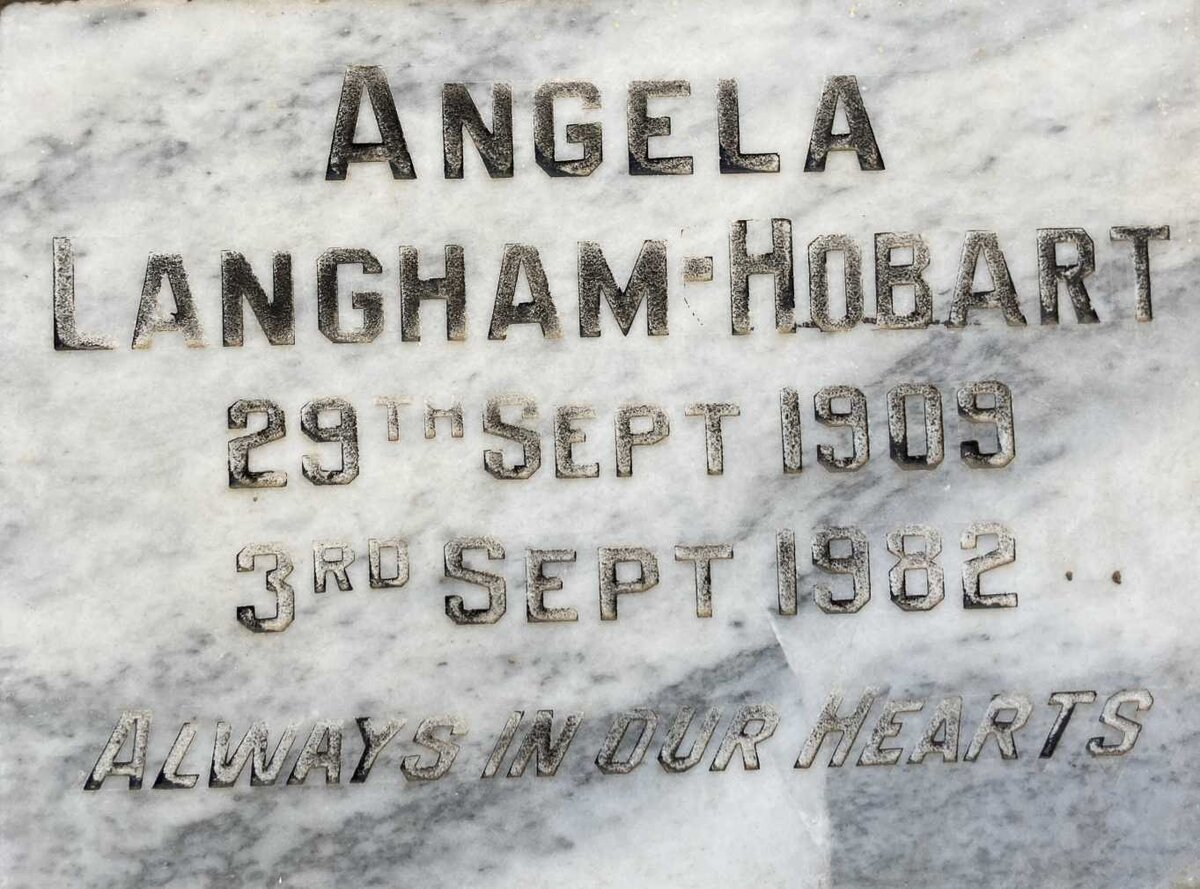 ANGELA
LANGHAM-HOBART
29TH SEPT 1909
3RD SEPT 1982
ALWAYS IN OUR HEARTS